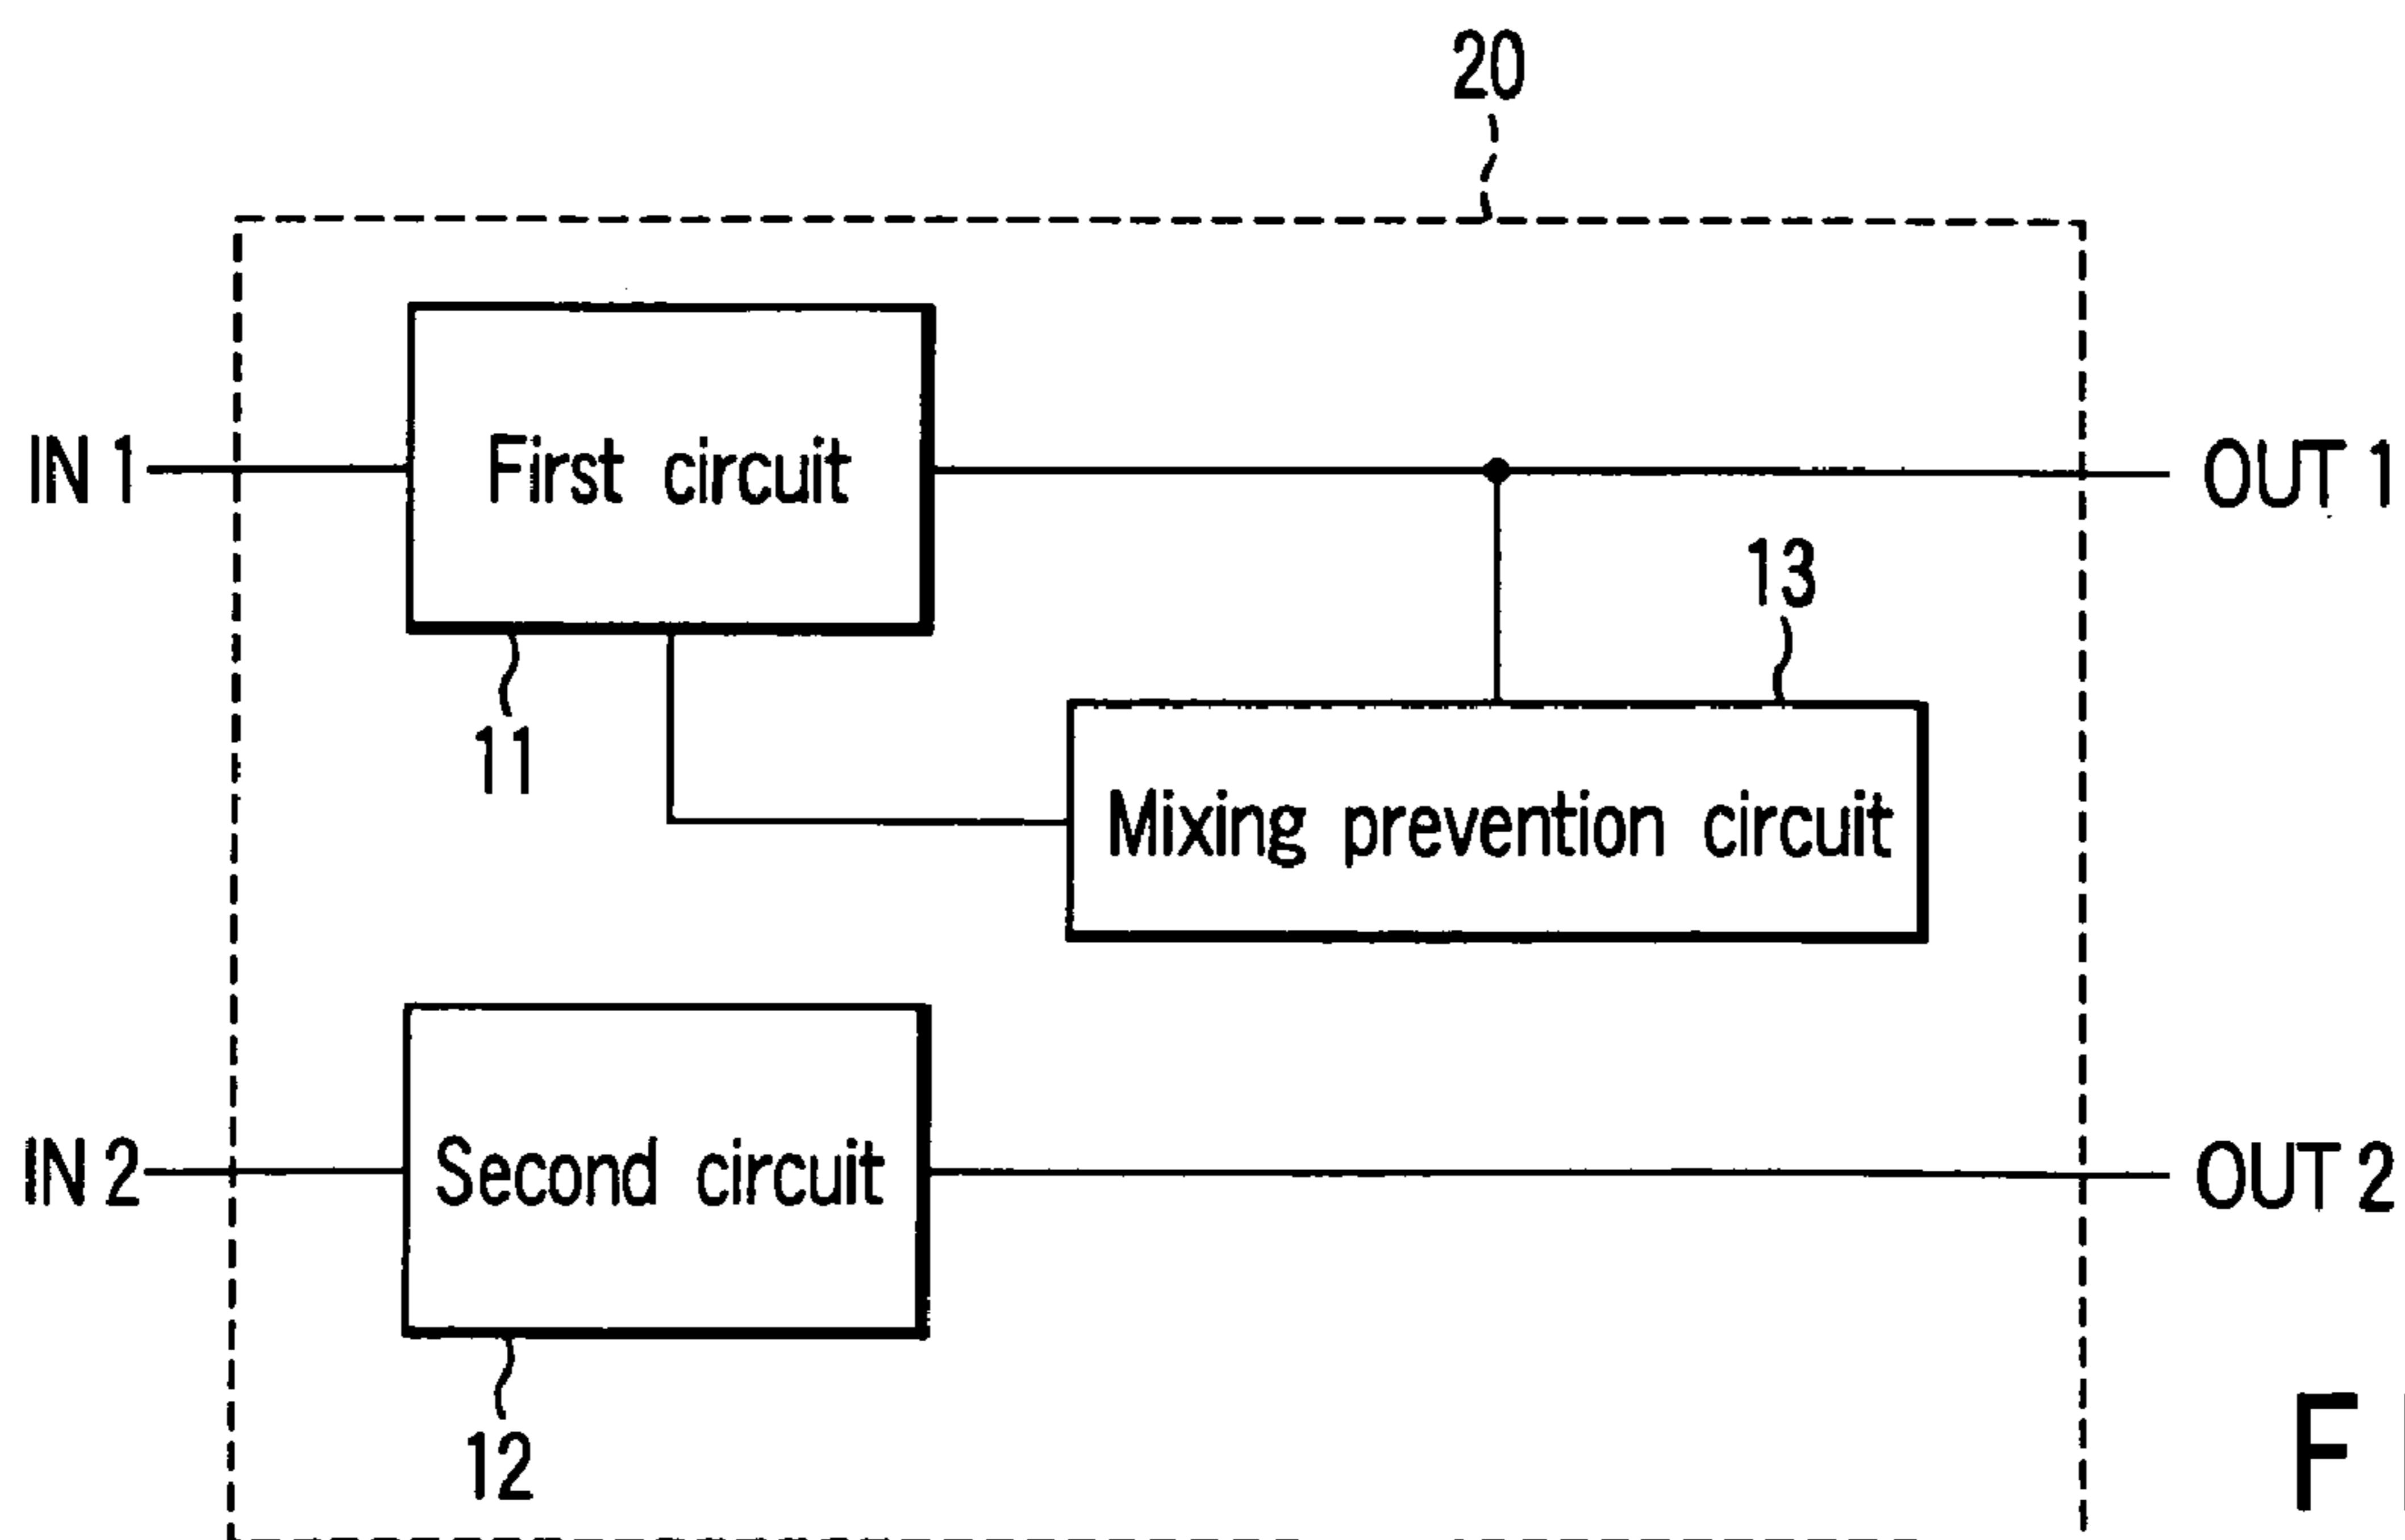 20
IN 1
First circuit
OUT 1
13
11
Mixing prevention circuit
IN 2
Second circuit
OUT 2
12
F